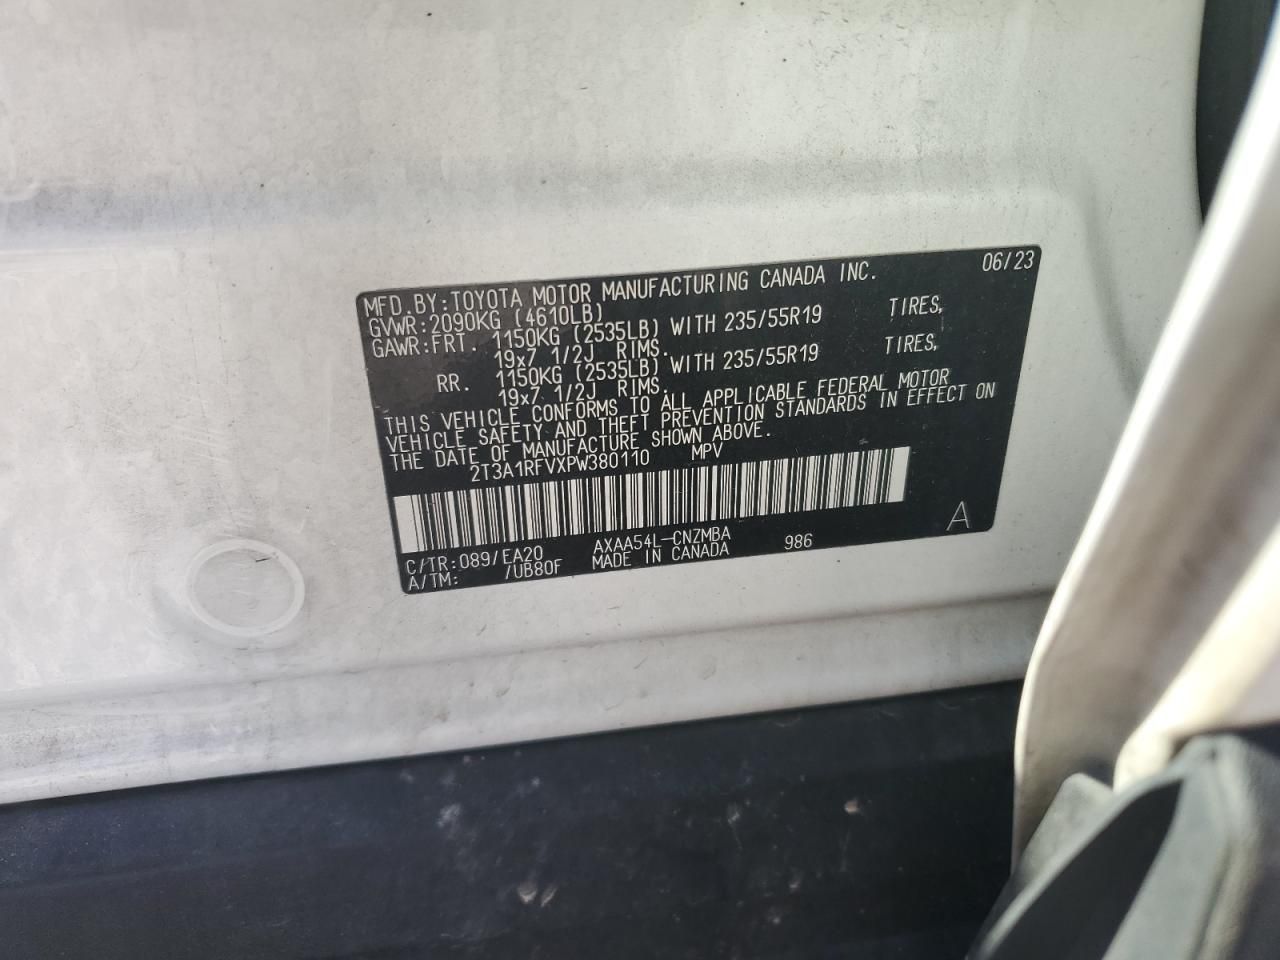 MFD.BY:TOYOTA MOTOR MANUFACTURING CANADA INC. 06/23
GVWR:2090KG (4610LB)
GAWR:FRT. 1150KG (2535LB) WITH 235/55R19 TIRES,
19x7 1/2J RIMS.
RR. 1150KG (2535LB) WITH 235/55R19 TIRES,
19x7 1/2J RIMS.
THIS VEHICLE CONFORMS TO ALL APPLICABLE FEDERAL MOTOR
VEHICLE SAFETY AND THEFT PREVENTION STANDARDS IN EFFECT ON
THE DATE OF MANUFACTURE SHOWN ABOVE.
2T3A1RFVXPW380110 MPV
A
C/TR:089/EA20 AXAA54L-CNZMBA 986
A/TM: /UB80F MADE IN CANADA